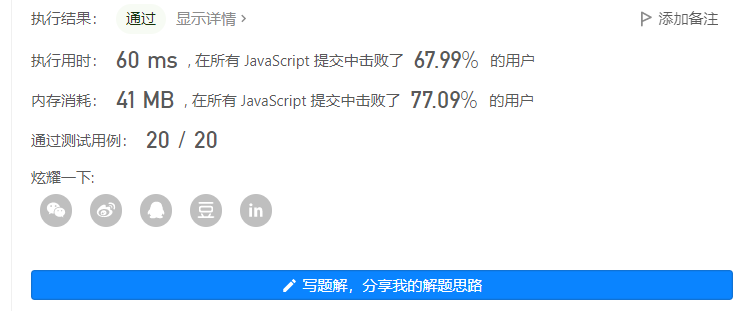 执行结果： 通过 显示详情 > 添加备注
执行用时： 60 ms , 在所有 JavaScript 提交中击败了 67.99% 的用户
内存消耗： 41 MB , 在所有 JavaScript 提交中击败了 77.09% 的用户
通过测试用例： 20 / 20
炫耀一下:
豆 in
写题解，分享我的解题思路